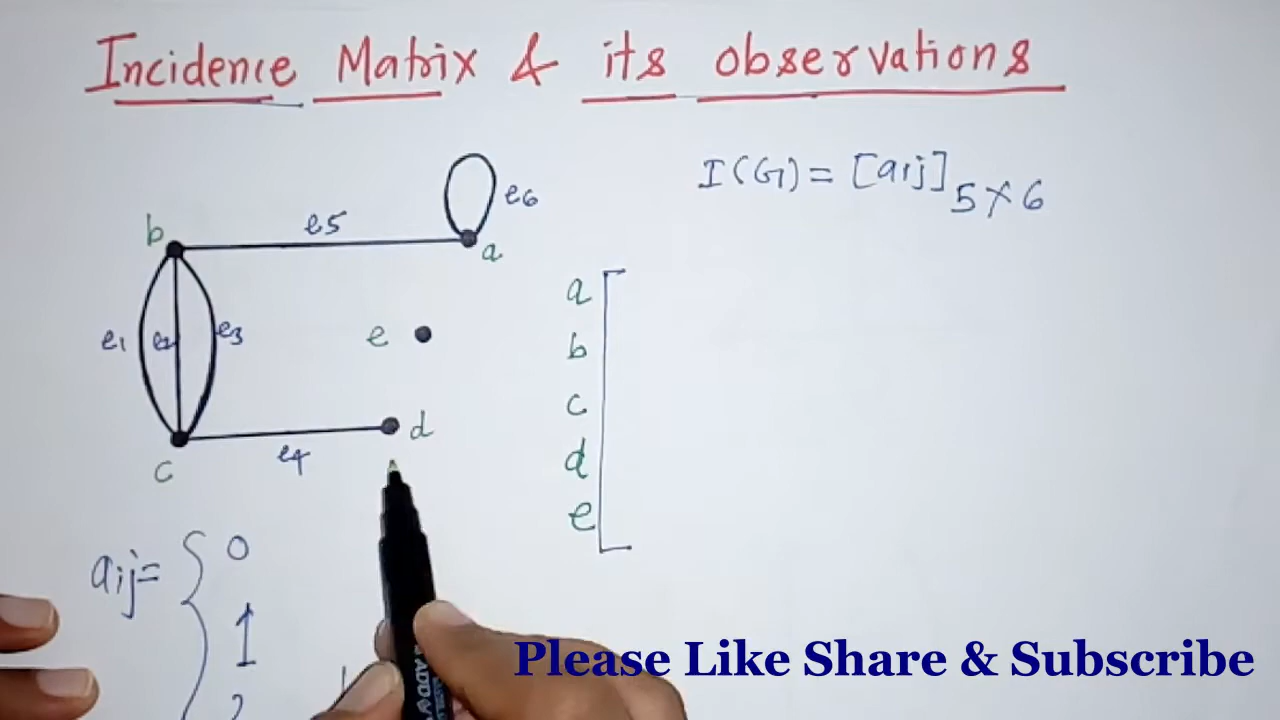 Incidence Matrix & its observations
I(G) = [aij] 5×6
b
e5
e6
a
e1
e2
e3
e
c
e4
d
a
b
c
d
e
aij =
0
1
2
Please Like Share & Subscribe